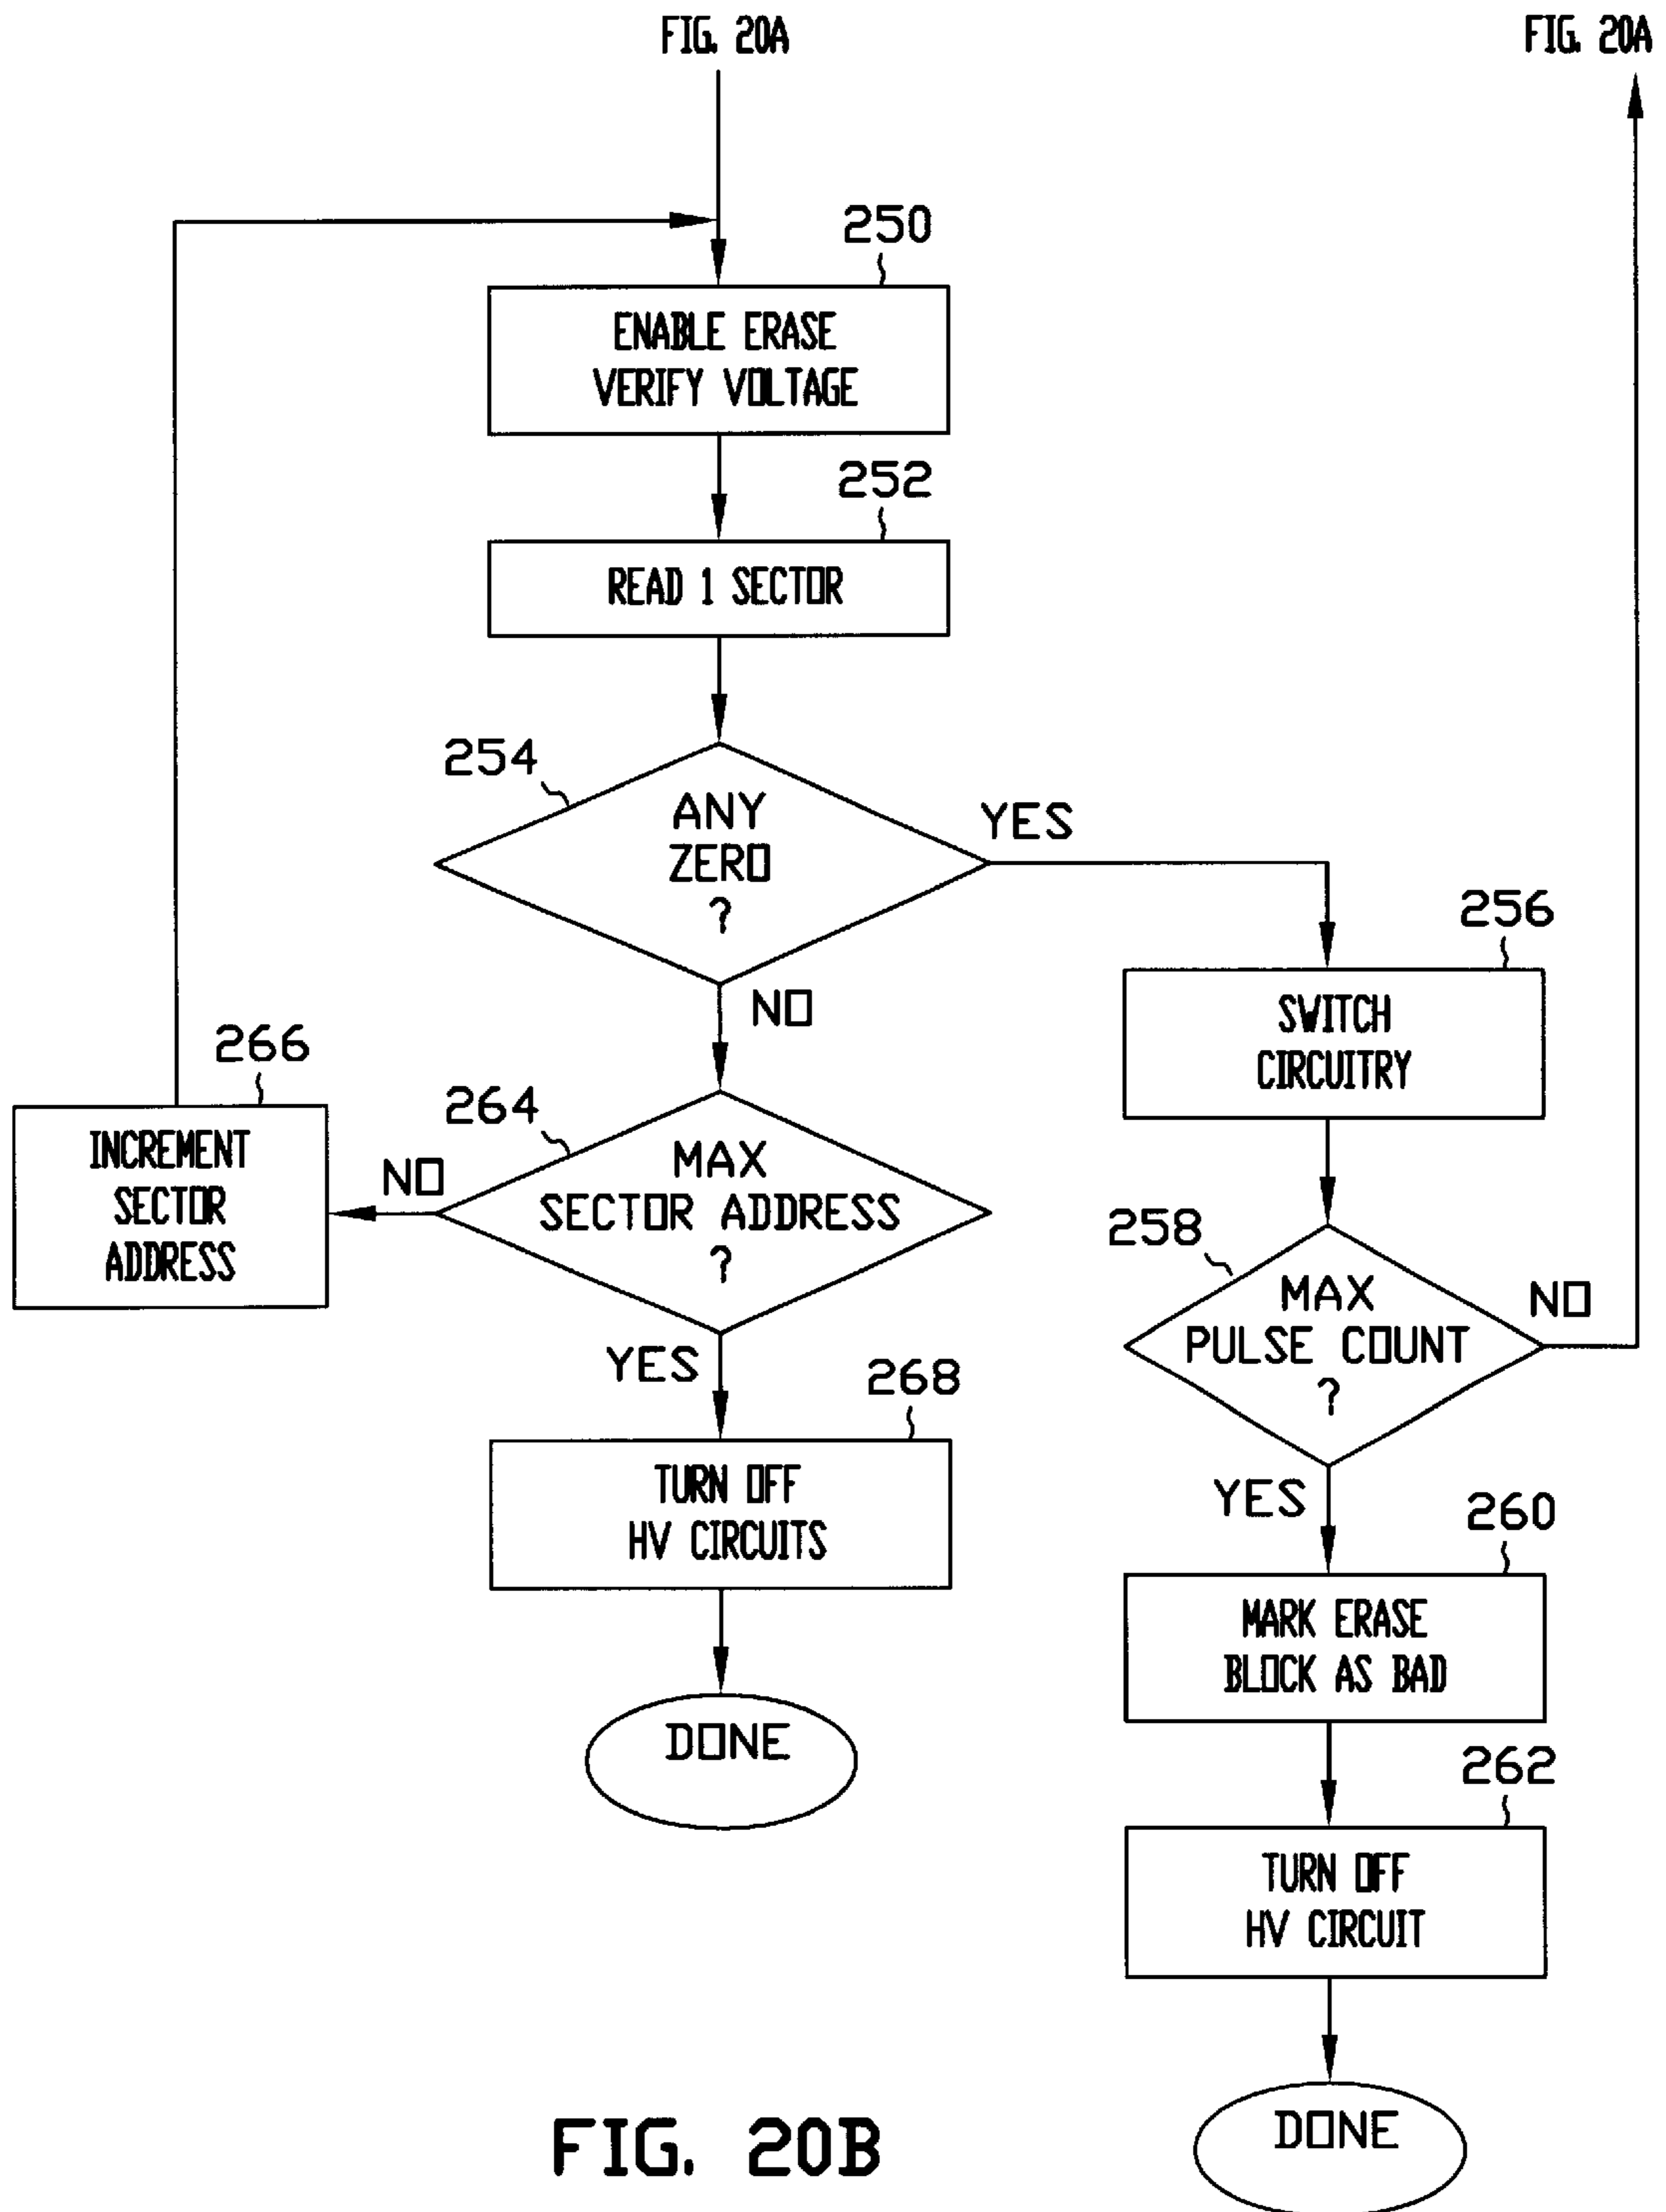 FIG. 20A
FIG. 20A
250
ENABLE ERASE
VERIFY VOLTAGE
252
READ 1 SECTOR
254
ANY
ZERO
?
YES
NO
256
SWITCH
CIRCUITRY
266
INCREMENT
SECTOR
ADDRESS
NO
264
MAX
SECTOR ADDRESS
?
YES
258
MAX
PULSE COUNT
?
NO
YES
268
TURN OFF
HV CIRCUITS
DONE
260
MARK ERASE
BLOCK AS BAD
262
TURN OFF
HV CIRCUIT
DONE
FIG. 20B